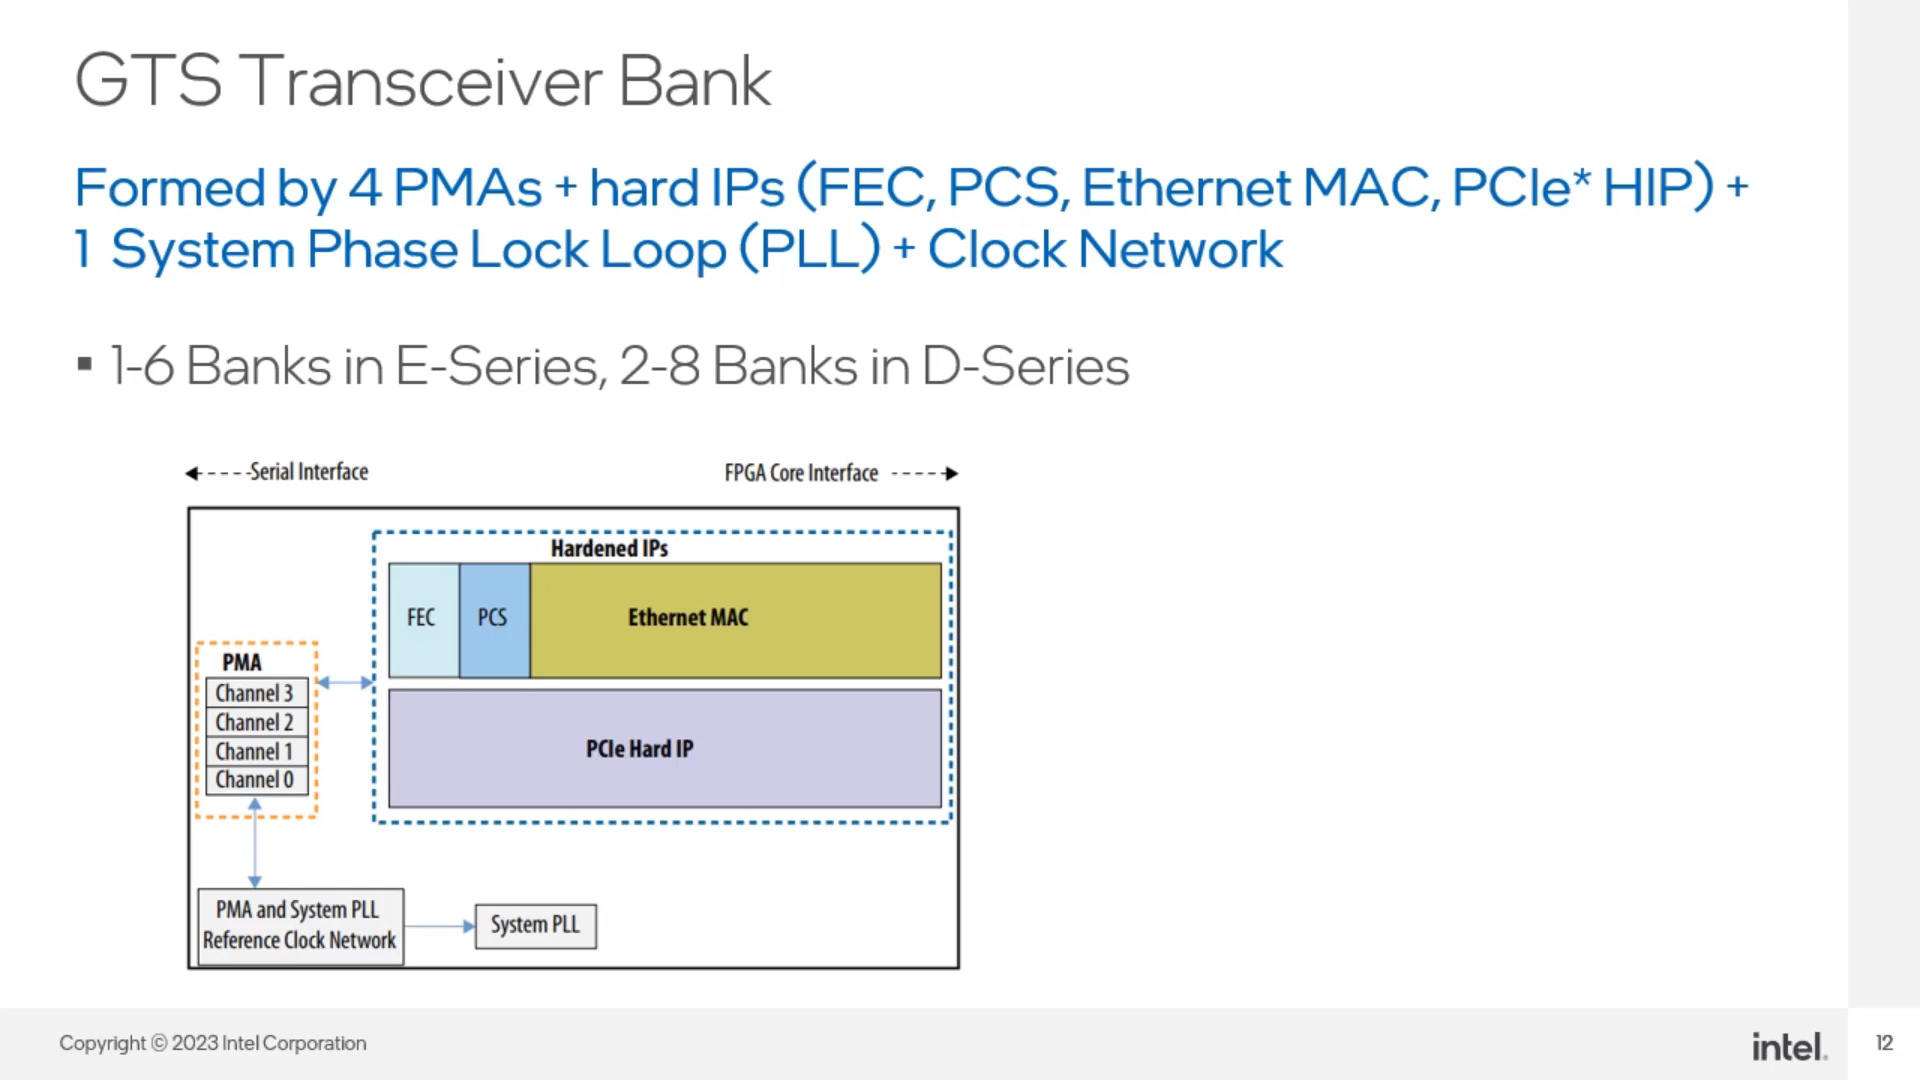 GTS Transceiver Bank
Formed by 4 PMAs + hard IPs (FEC, PCS, Ethernet MAC, PCIe* HIP) +
1 System Phase Lock Loop (PLL) + Clock Network
▪ 1-6 Banks in E-Series, 2-8 Banks in D-Series
Serial Interface
FPGA Core Interface
Hardened IPs
FEC
PCS
Ethernet MAC
PMA
Channel 3
Channel 2
Channel 1
Channel 0
PCIe Hard IP
PMA and System PLL
Reference Clock Network
System PLL
Copyright © 2023 Intel Corporation
intel.
12